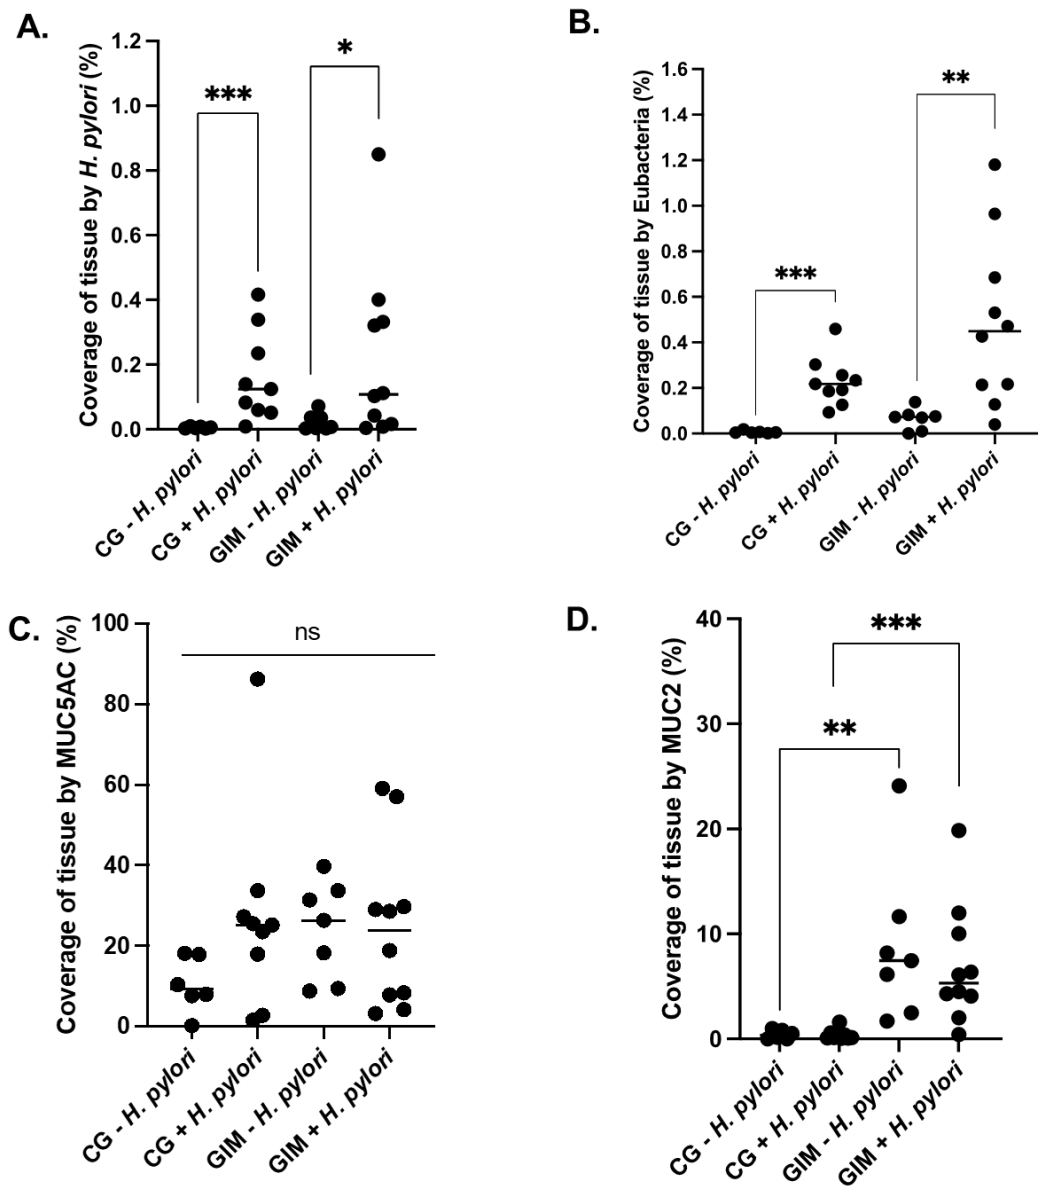 A.
Coverage of tissue by H. pylori (%)
1.2
1.0
0.8
0.6
0.4
0.2
0.0
***
*
CG - H. pylori
CG + H. pylori
GIM - H. pylori
GIM + H. pylori
B.
Coverage of tissue by Eubacteria (%)
1.6
1.4
1.2
1.0
0.8
0.6
0.4
0.2
0.0
***
**
CG - H. pylori
CG + H. pylori
GIM - H. pylori
GIM + H. pylori
C.
Coverage of tissue by MUC5AC (%)
100
80
60
40
20
0
ns
CG - H. pylori
CG + H. pylori
GIM - H. pylori
GIM + H. pylori
D.
Coverage of tissue by MUC2 (%)
40
30
20
10
0
**
***
CG - H. pylori
CG + H. pylori
GIM - H. pylori
GIM + H. pylori